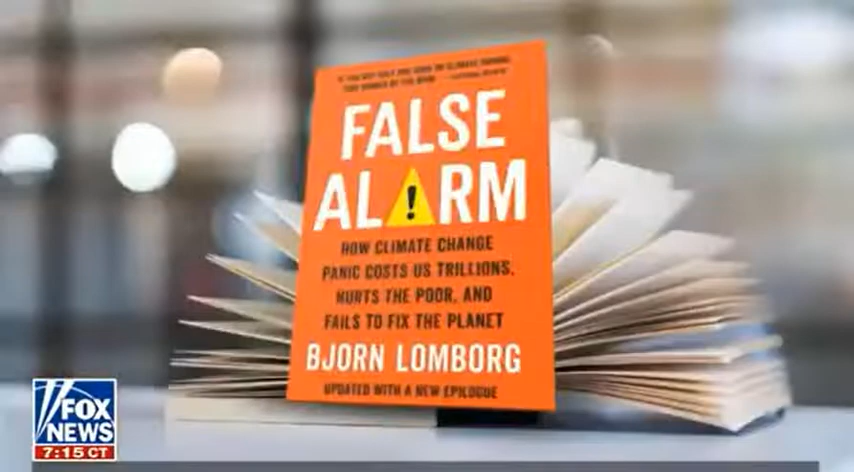 FALSE
ALARM
HOW CLIMATE CHANGE
PANIC COSTS US TRILLIONS,
HURTS THE POOR, AND
FAILS TO FIX THE PLANET
BJORN LOMBORG
UPDATED WITH A NEW EPILOGUE
FOX
NEWS
7:15 CT